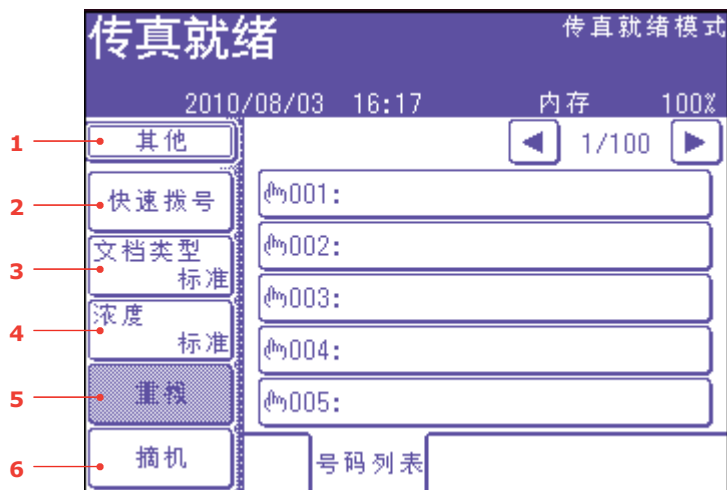 传真就绪
传真就绪模式
2010/08/03 16:17 内存 100%
1 其他
1/100
2 快速拨号
001:
3 文档类型
标准
002:
003:
4 浓度
标准
004:
5 重拨
005:
6 摘机
号码列表